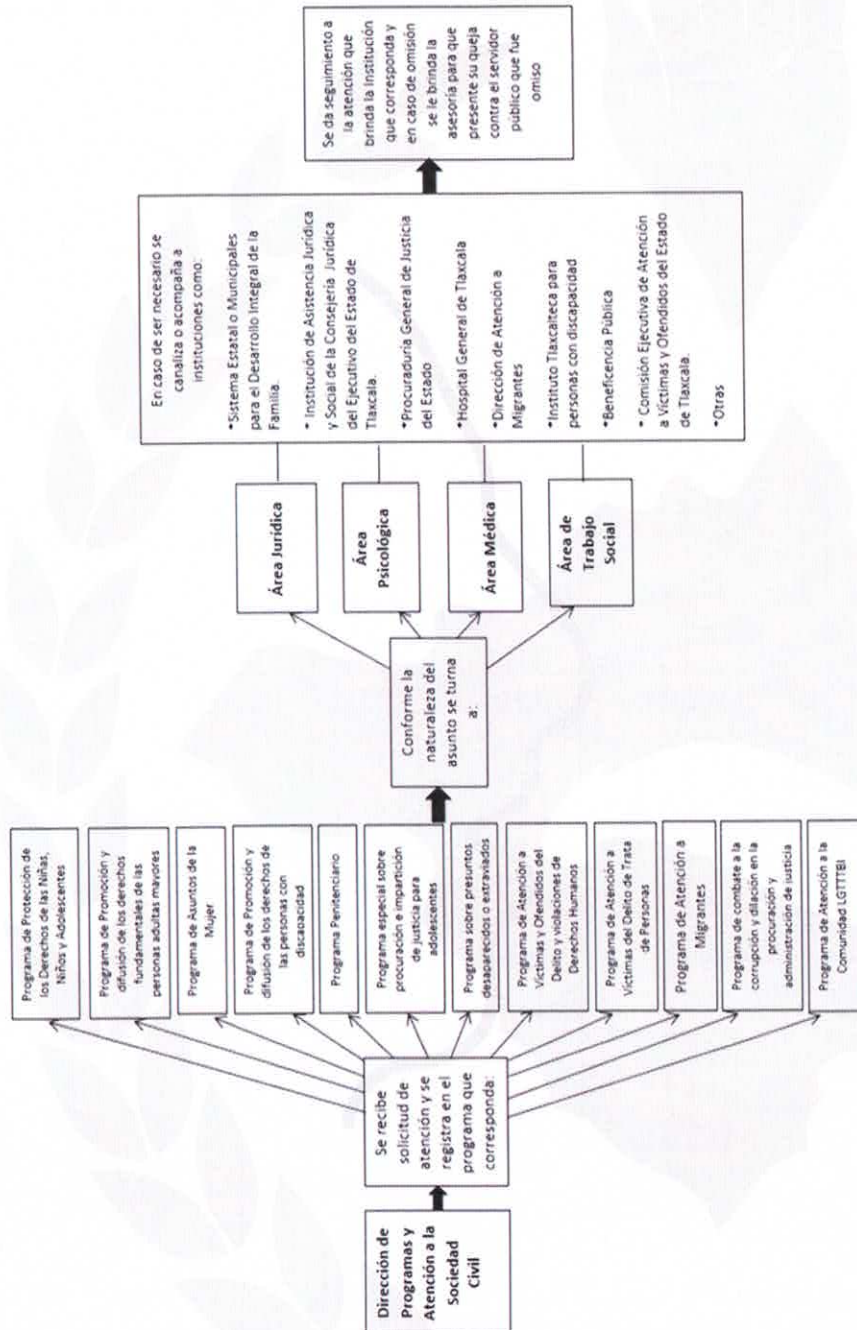 Dirección de
Programas y
Atención a la
Sociedad
Civil
Se recibe
solicitud de
atención y se
registra en el
programa que
corresponda:
Programa de Protección de
los Derechos de las Niñas,
Niños y Adolescentes
Programa de Promoción y
difusión de los derechos
fundamentales de las
personas adultas mayores
Programa de Asuntos de la
Mujer
Programa de Promoción y
difusión de los derechos de
las personas con
discapacidad
Programa Penitenciario
Programa especial sobre
procuración e impartición
de justicia para
adolescentes
Programa sobre presuntos
desaparecidos o extraviados
Programa de Atención a
Víctimas y Ofendidos del
Delito y violaciones de
Derechos Humanos
Programa de Atención a
Víctimas del Delito de Trata
de Personas
Programa de Atención a
Migrantes
Programa de combate a la
corrupción y dilación en la
procuración y
administración de justicia
Programa de Atención a la
Comunidad LGTTTBI
Conforme la
naturaleza del
asunto se turna
a:
Área Jurídica
Área
Psicológica
Área Médica
Área de
Trabajo
Social
En caso de ser necesario se
canaliza o acompaña a
instituciones como:
*Sistema Estatal o Municipales
para el Desarrollo Integral de la
Familia.
* Institución de Asistencia Jurídica
y Social de la Consejería Jurídica
del Ejecutivo del Estado de
Tlaxcala.
*Procuraduría General de Justicia
del Estado
*Hospital General de Tlaxcala
*Dirección de Atención a
Migrantes
*Instituto Tlaxcalteca para
personas con discapacidad
*Beneficencia Pública
* Comisión Ejecutiva de Atención
a Víctimas y Ofendidos del Estado
de Tlaxcala.
*Otras
Se da seguimiento a
la atención que
brinda la Institución
que corresponda y
en caso de omisión
se le brinda la
asesoría para que
presente su queja
contra el servidor
público que fue
omiso